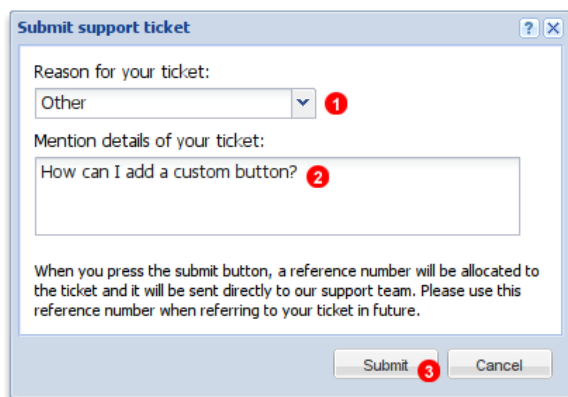 Submit support ticket ?
Reason for your ticket:
Other 1
Mention details of your ticket:
How can I add a custom button? 2
When you press the submit button, a reference number will be allocated to
the ticket and it will be sent directly to our support team. Please use this
reference number when referring to your ticket in future.
Submit 3 Cancel